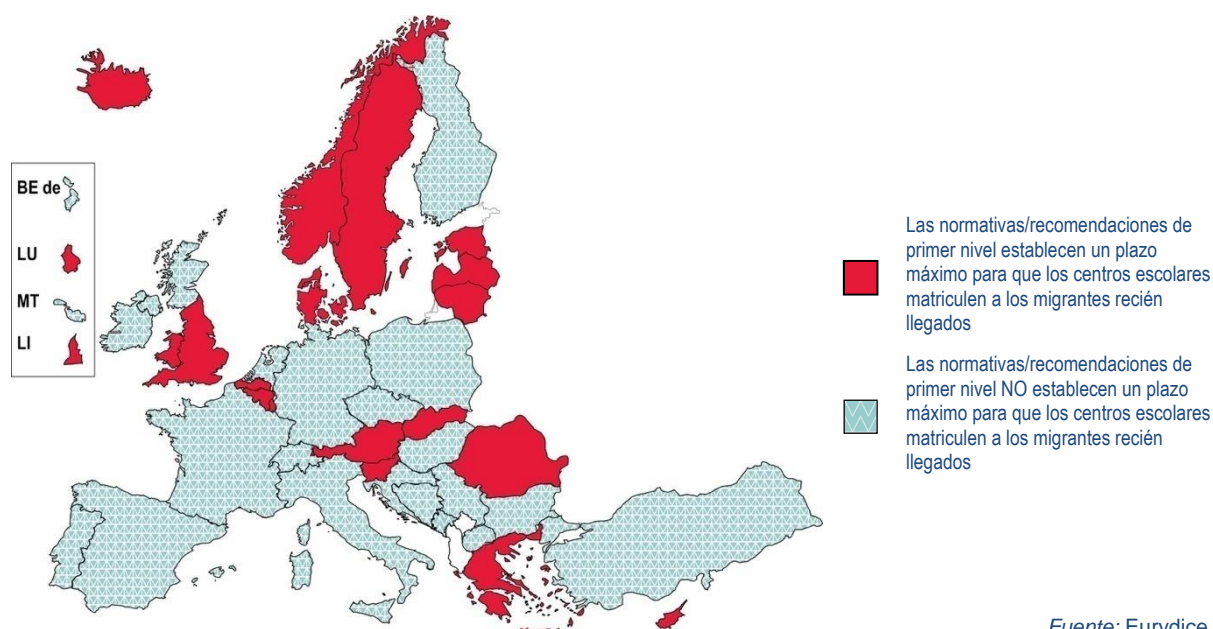 BE de
LU
MT
LI
Las normativas/recomendaciones de
primer nivel establecen un plazo
máximo para que los centros escolares
matriculen a los migrantes recién
llegados
Las normativas/recomendaciones de
primer nivel NO establecen un plazo
máximo para que los centros escolares
matriculen a los migrantes recién
llegados
Fuente: Eurydice